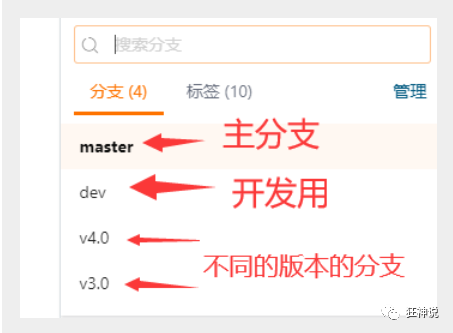 搜索分支
分支 (4) 标签 (10) 管理
master 主分支
dev 开发用
v4.0
不同的版本的分支
v3.0
狂神说